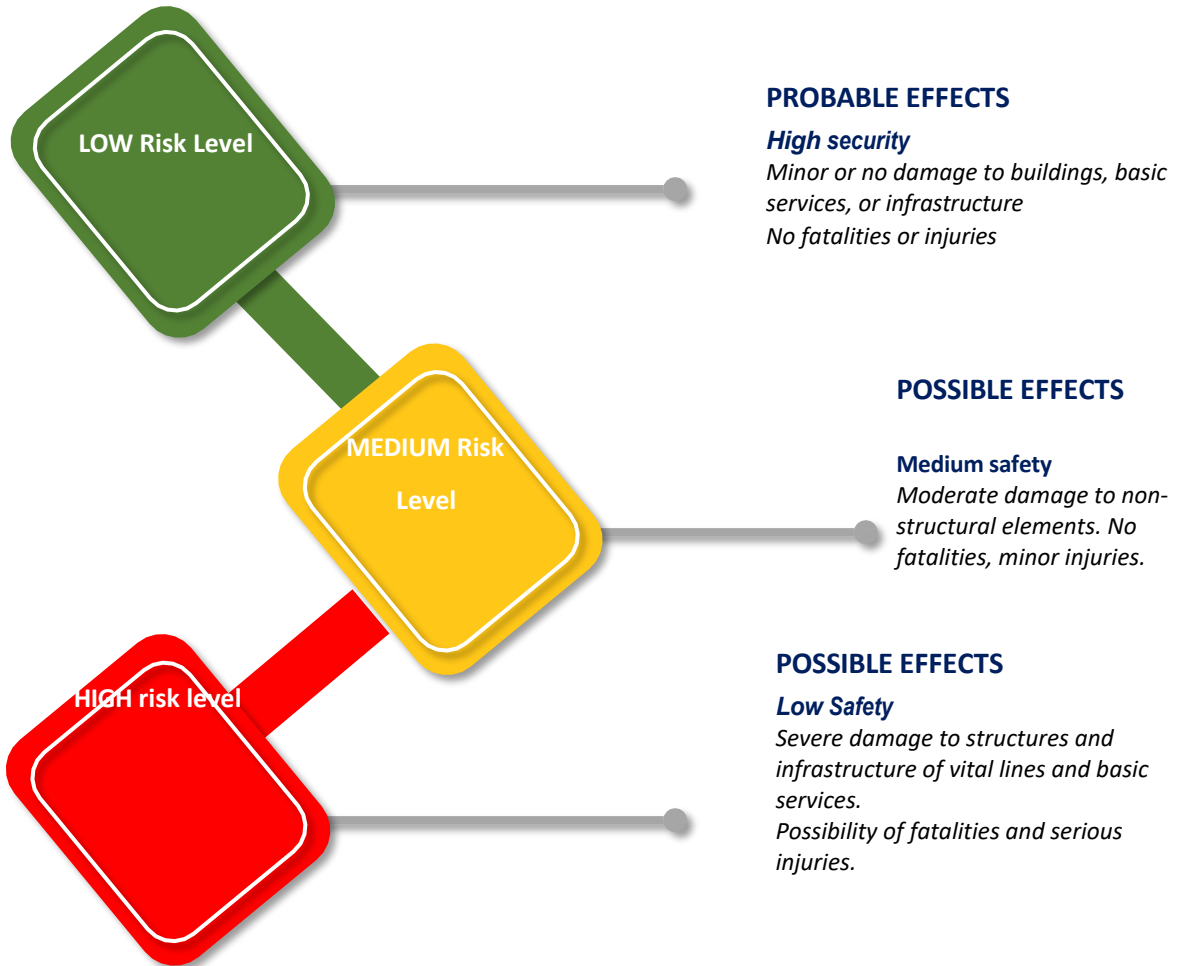 LOW Risk Level
PROBABLE EFFECTS
High security
Minor or no damage to buildings, basic
services, or infrastructure
No fatalities or injuries
MEDIUM Risk
Level
POSSIBLE EFFECTS
Medium safety
Moderate damage to non-
structural elements. No
fatalities, minor injuries.
HIGH risk level
POSSIBLE EFFECTS
Low Safety
Severe damage to structures and
infrastructure of vital lines and basic
services.
Possibility of fatalities and serious
injuries.